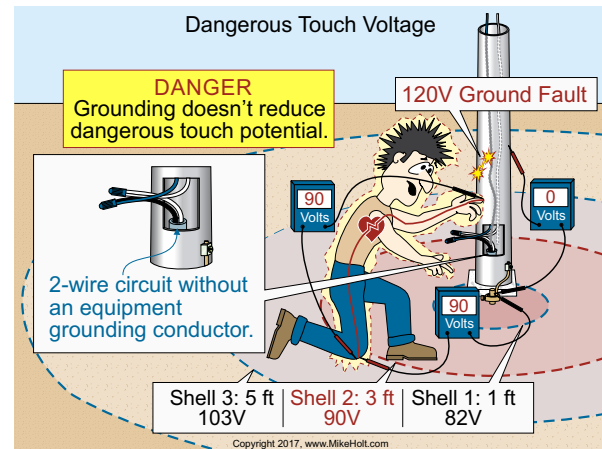 Dangerous Touch Voltage
DANGER
Grounding doesn't reduce
dangerous touch potential.
120V Ground Fault
90
Volts
0
Volts
2-wire circuit without
an equipment
grounding conductor.
90
Volts
Shell 3: 5 ft
103V
Shell 2: 3 ft
90V
Shell 1: 1 ft
82V
Copyright 2017, www.MikeHolt.com